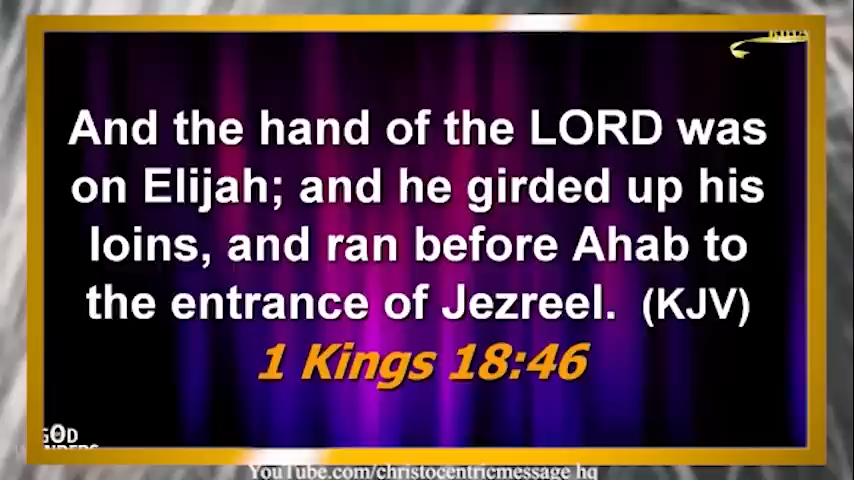 And the hand of the LORD was
on Elijah; and he girded up his
loins, and ran before Ahab to
the entrance of Jezreel. (KJV)
1 Kings 18:46
GOD
YouTube.com/christocentricmessage hq